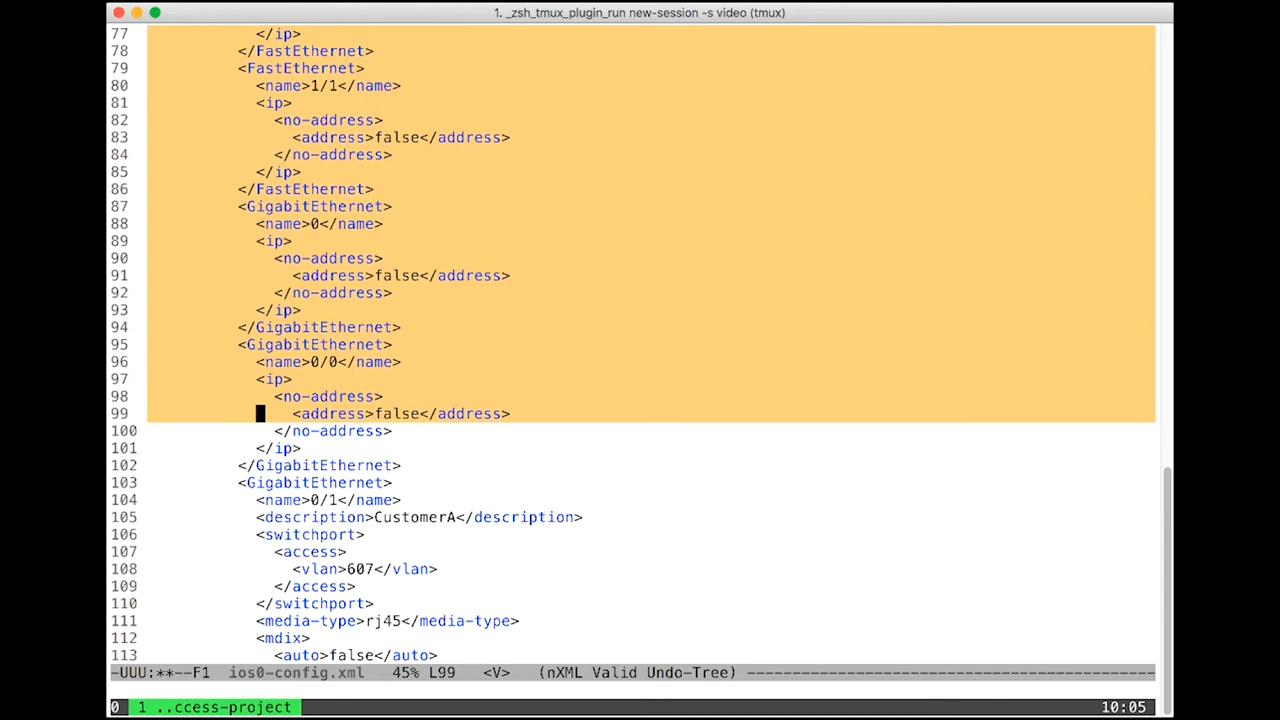 1. _zsh_tmux_plugin_run new-session -s video (tmux)
77 </ip>
78 </FastEthernet>
79 <FastEthernet>
80 <name>1/1</name>
81 <ip>
82 <no-address>
83 <address>false</address>
84 </no-address>
85 </ip>
86 </FastEthernet>
87 <GigabitEthernet>
88 <name>0</name>
89 <ip>
90 <no-address>
91 <address>false</address>
92 </no-address>
93 </ip>
94 </GigabitEthernet>
95 <GigabitEthernet>
96 <name>0/0</name>
97 <ip>
98 <no-address>
99 <address>false</address>
100 </no-address>
101 </ip>
102 </GigabitEthernet>
103 <GigabitEthernet>
104 <name>0/1</name>
105 <description>CustomerA</description>
106 <switchport>
107 <access>
108 <vlan>607</vlan>
109 </access>
110 </switchport>
111 <media-type>rj45</media-type>
112 <mdix>
113 <auto>false</auto>
-UUU:**--F1 ios0-config.xml 45% L99 <V> (nXML Valid Undo-Tree) ----------------------------------------------
0 1 ..ccess-project 10:05